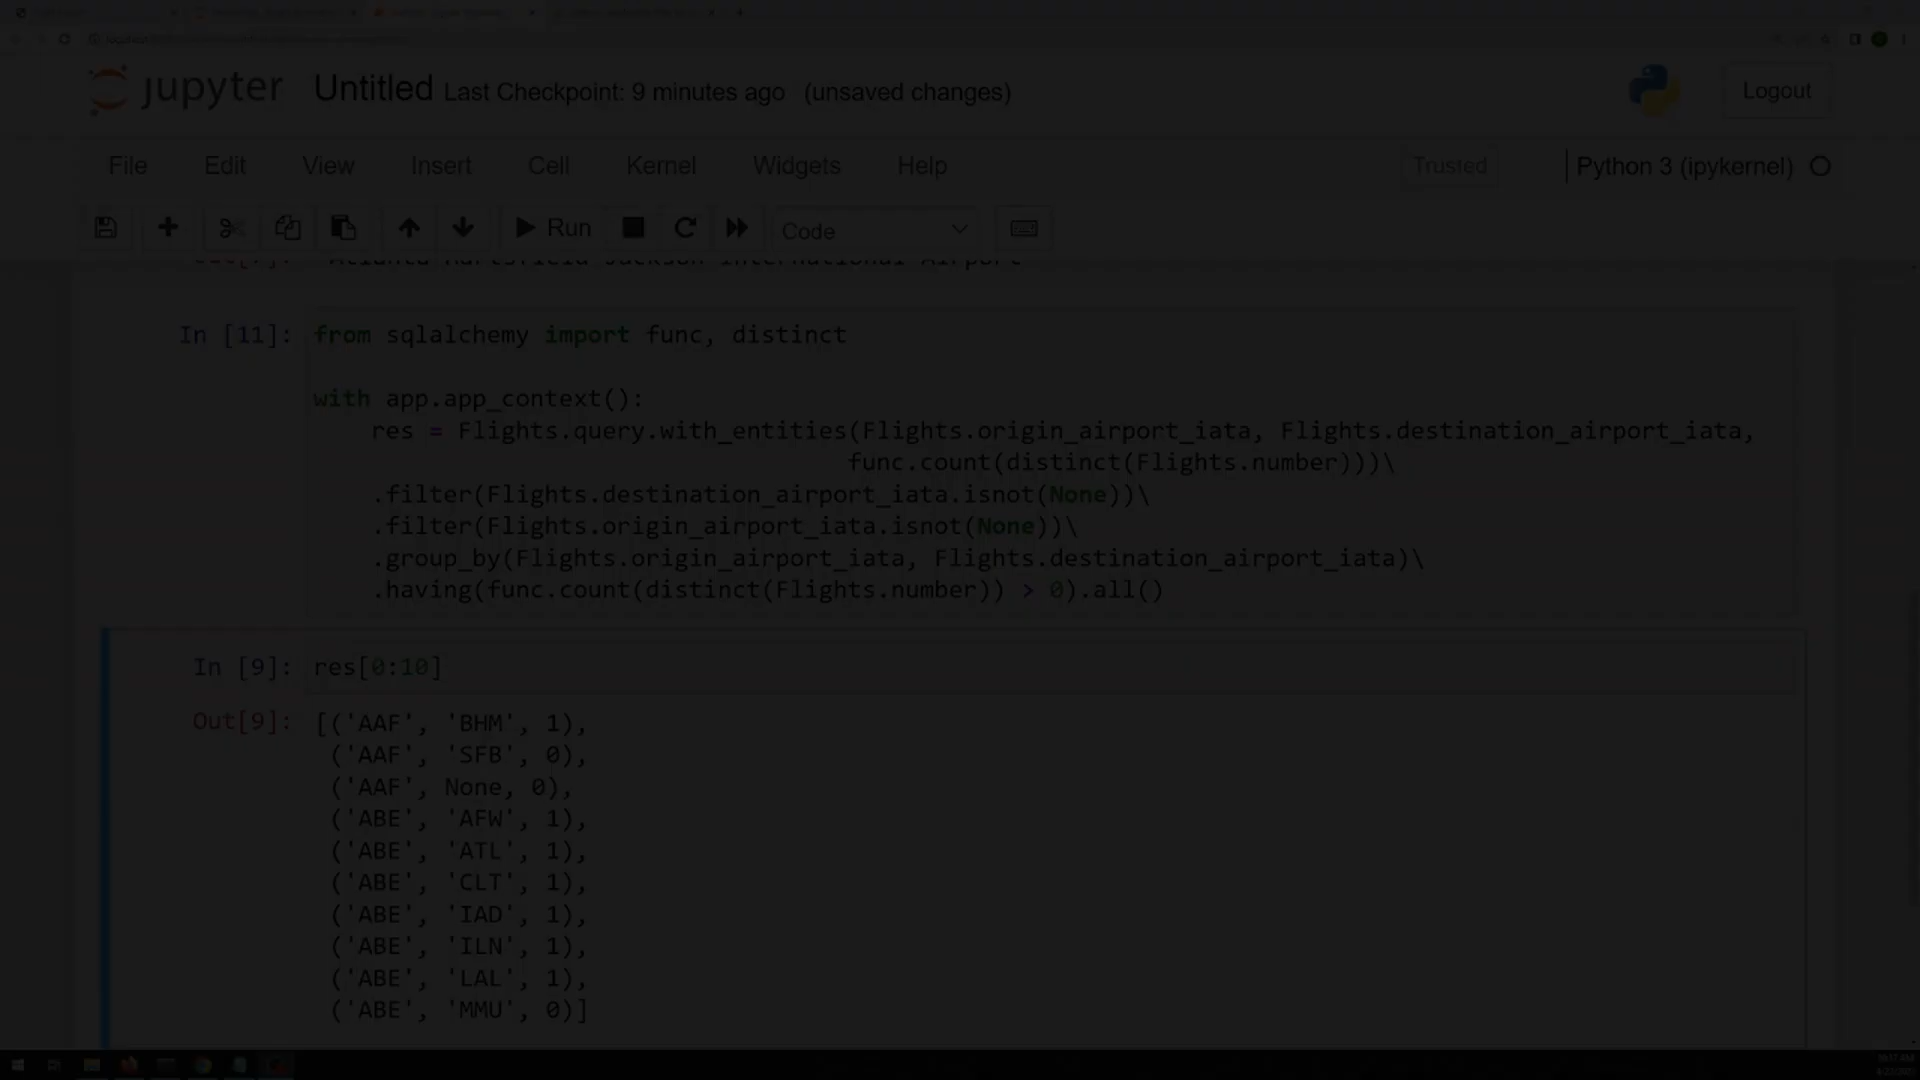 jupyter Untitled Last Checkpoint: 9 minutes ago (unsaved changes)
Logout
File Edit View Insert Cell Kernel Widgets Help
Trusted
Python 3 (ipykernel)
Run
Code
In [11]: from sqlalchemy import func, distinct
with app.app_context():
res = Flights.query.with_entities(Flights.origin_airport_iata, Flights.destination_airport_iata,
func.count(distinct(Flights.number)))\
.filter(Flights.destination_airport_iata.isnot(None))\
.filter(Flights.origin_airport_iata.isnot(None))\
.group_by(Flights.origin_airport_iata, Flights.destination_airport_iata)\
.having(func.count(distinct(Flights.number)) > 0).all()
In [9]: res[0:10]
Out[9]: [('AAF', 'BHM', 1),
('AAF', 'SFB', 0),
('AAF', None, 0),
('ABE', 'AFW', 1),
('ABE', 'ATL', 1),
('ABE', 'CLT', 1),
('ABE', 'IAD', 1),
('ABE', 'ILN', 1),
('ABE', 'LAL', 1),
('ABE', 'MMU', 0)]